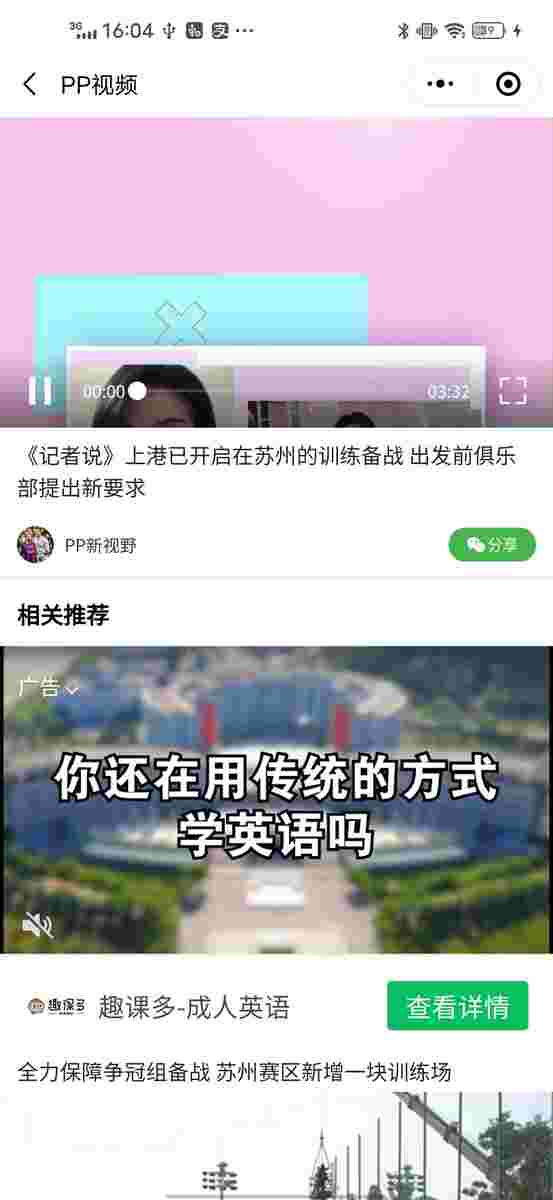 3G 16:04
PP视频
00:00
03:32
《记者说》上港已开启在苏州的训练备战 出发前俱乐
部提出新要求
PP新视野
分享
相关推荐
广告
你还在用传统的方式
学英语吗
趣课多
趣课多-成人英语
查看详情
全力保障争冠组备战 苏州赛区新增一块训练场